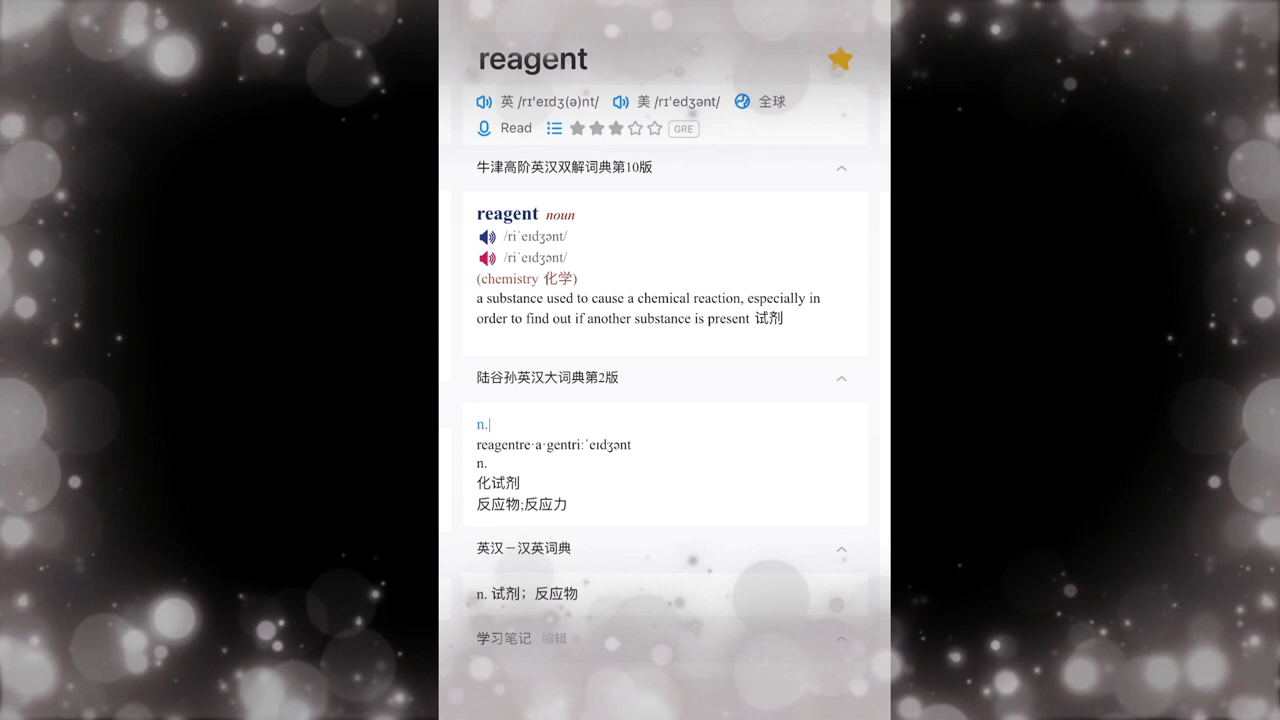 reagent
英 /rɪ'eɪdʒ(ə)nt/ 美 /rɪ'edʒənt/ 全球
Read GRE
牛津高阶英汉双解词典第10版
reagent noun
/riˈeɪdʒənt/
/riˈeɪdʒənt/
(chemistry 化学)
a substance used to cause a chemical reaction, especially in
order to find out if another substance is present 试剂
陆谷孙英汉大词典第2版
n.|
reagentre·a·gentri:ˈeɪdʒənt
n.
化试剂
反应物;反应力
英汉－汉英词典
n. 试剂；反应物
学习笔记 编辑